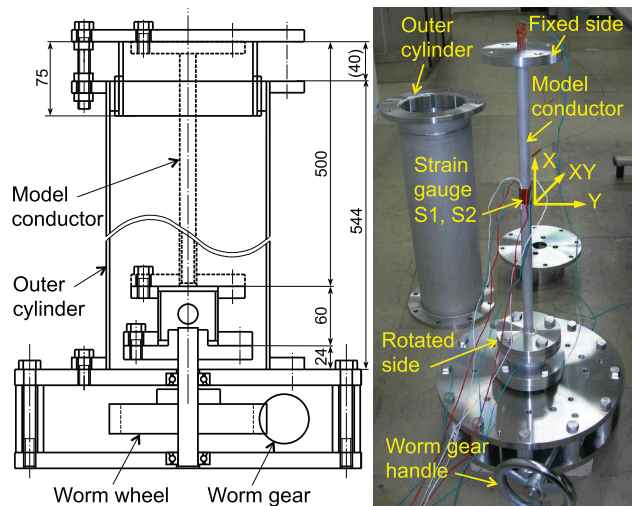 75
(40)
500
544
60
24
Model
conductor
Outer
cylinder
Worm wheel
Worm gear
Outer
cylinder
Fixed side
Model
conductor
Strain
gauge
S1, S2
X
XY
Y
Rotated
side
Worm gear
handle